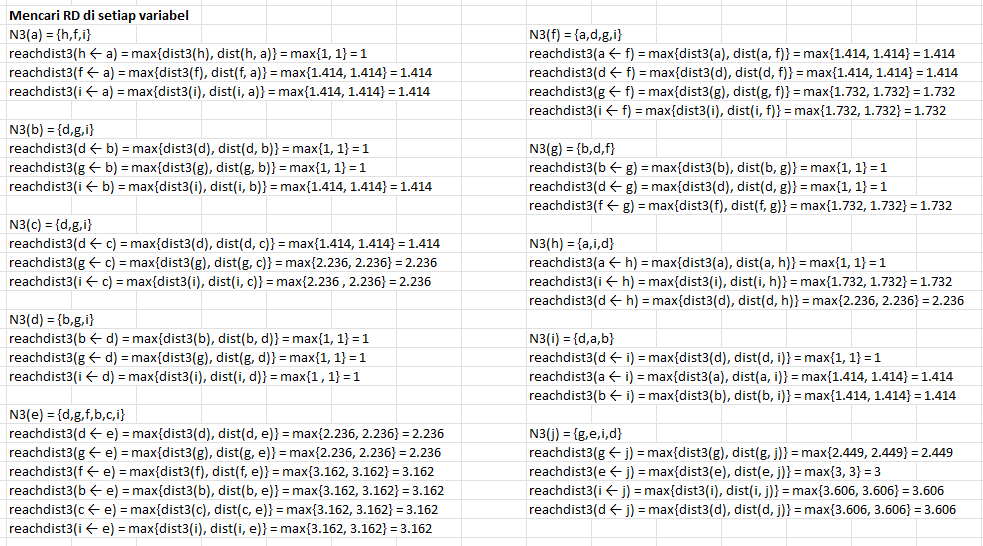 Mencari RD di setiap variabel
N3(a) = {h,f,i}
reachdist3(h ← a) = max{dist3(h), dist(h, a)} = max{1, 1} = 1
reachdist3(f ← a) = max{dist3(f), dist(f, a)} = max{1.414, 1.414} = 1.414
reachdist3(i ← a) = max{dist3(i), dist(i, a)} = max{1.414, 1.414} = 1.414
N3(b) = {d,g,i}
reachdist3(d ← b) = max{dist3(d), dist(d, b)} = max{1, 1} = 1
reachdist3(g ← b) = max{dist3(g), dist(g, b)} = max{1, 1} = 1
reachdist3(i ← b) = max{dist3(i), dist(i, b)} = max{1.414, 1.414} = 1.414
N3(c) = {d,g,i}
reachdist3(d ← c) = max{dist3(d), dist(d, c)} = max{1.414, 1.414} = 1.414
reachdist3(g ← c) = max{dist3(g), dist(g, c)} = max{2.236, 2.236} = 2.236
reachdist3(i ← c) = max{dist3(i), dist(i, c)} = max{2.236 , 2.236} = 2.236
N3(d) = {b,g,i}
reachdist3(b ← d) = max{dist3(b), dist(b, d)} = max{1, 1} = 1
reachdist3(g ← d) = max{dist3(g), dist(g, d)} = max{1, 1} = 1
reachdist3(i ← d) = max{dist3(i), dist(i, d)} = max{1 , 1} = 1
N3(e) = {d,g,f,b,c,i}
reachdist3(d ← e) = max{dist3(d), dist(d, e)} = max{2.236, 2.236} = 2.236
reachdist3(g ← e) = max{dist3(g), dist(g, e)} = max{2.236, 2.236} = 2.236
reachdist3(f ← e) = max{dist3(f), dist(f, e)} = max{3.162, 3.162} = 3.162
reachdist3(b ← e) = max{dist3(b), dist(b, e)} = max{3.162, 3.162} = 3.162
reachdist3(c ← e) = max{dist3(c), dist(c, e)} = max{3.162, 3.162} = 3.162
reachdist3(i ← e) = max{dist3(i), dist(i, e)} = max{3.162, 3.162} = 3.162
N3(f) = {a,d,g,i}
reachdist3(a ← f) = max{dist3(a), dist(a, f)} = max{1.414, 1.414} = 1.414
reachdist3(d ← f) = max{dist3(d), dist(d, f)} = max{1.414, 1.414} = 1.414
reachdist3(g ← f) = max{dist3(g), dist(g, f)} = max{1.732, 1.732} = 1.732
reachdist3(i ← f) = max{dist3(i), dist(i, f)} = max{1.732, 1.732} = 1.732
N3(g) = {b,d,f}
reachdist3(b ← g) = max{dist3(b), dist(b, g)} = max{1, 1} = 1
reachdist3(d ← g) = max{dist3(d), dist(d, g)} = max{1, 1} = 1
reachdist3(f ← g) = max{dist3(f), dist(f, g)} = max{1.732, 1.732} = 1.732
N3(h) = {a,i,d}
reachdist3(a ← h) = max{dist3(a), dist(a, h)} = max{1, 1} = 1
reachdist3(i ← h) = max{dist3(i), dist(i, h)} = max{1.732, 1.732} = 1.732
reachdist3(d ← h) = max{dist3(d), dist(d, h)} = max{2.236, 2.236} = 2.236
N3(i) = {d,a,b}
reachdist3(d ← i) = max{dist3(d), dist(d, i)} = max{1, 1} = 1
reachdist3(a ← i) = max{dist3(a), dist(a, i)} = max{1.414, 1.414} = 1.414
reachdist3(b ← i) = max{dist3(b), dist(b, i)} = max{1.414, 1.414} = 1.414
N3(j) = {g,e,i,d}
reachdist3(g ← j) = max{dist3(g), dist(g, j)} = max{2.449, 2.449} = 2.449
reachdist3(e ← j) = max{dist3(e), dist(e, j)} = max{3, 3} = 3
reachdist3(i ← j) = max{dist3(i), dist(i, j)} = max{3.606, 3.606} = 3.606
reachdist3(d ← j) = max{dist3(d), dist(d, j)} = max{3.606, 3.606} = 3.606